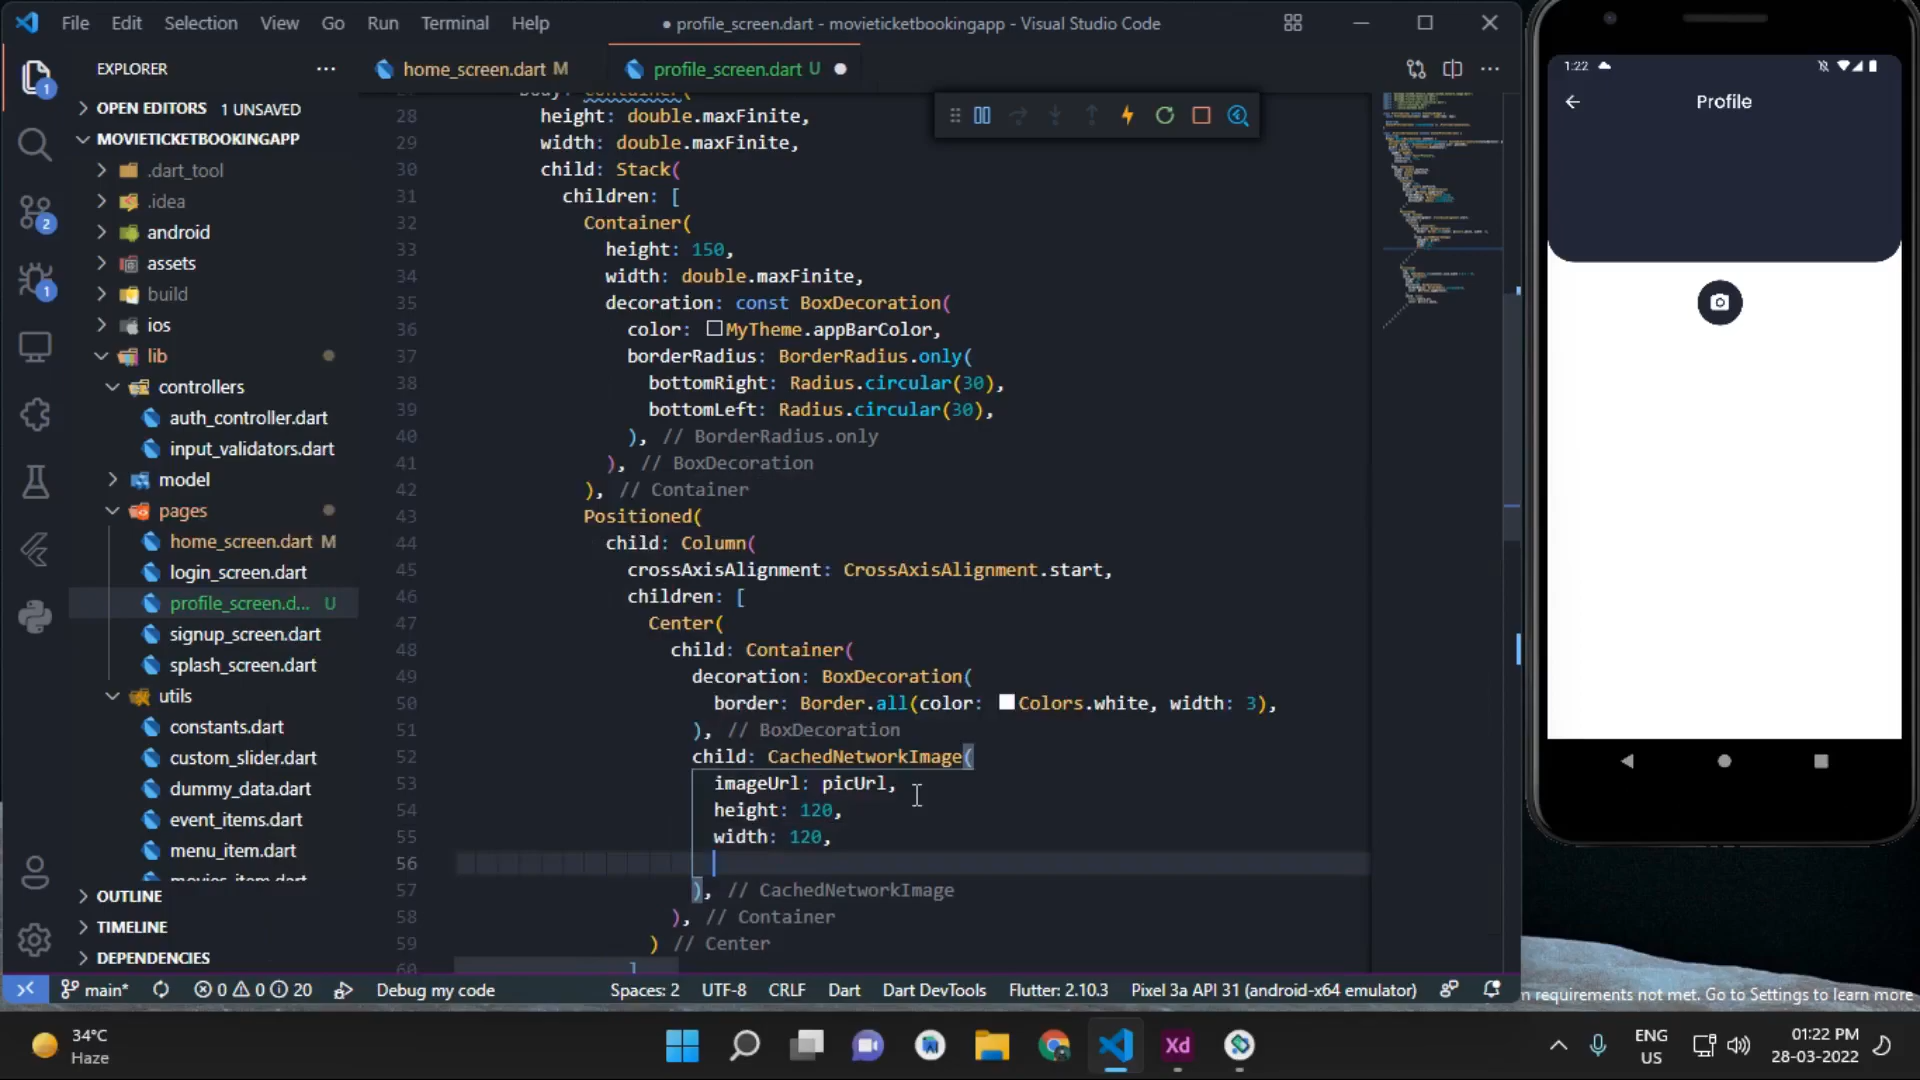 File Edit Selection View Go Run Terminal Help
● profile_screen.dart - movieticketbookingapp - Visual Studio Code
EXPLORER
OPEN EDITORS 1 UNSAVED
MOVIETICKETBOOKINGAPP
.dart_tool
.idea
android
assets
build
ios
lib
controllers
auth_controller.dart
input_validators.dart
model
pages
home_screen.dart M
login_screen.dart
profile_screen.d... U
signup_screen.dart
splash_screen.dart
utils
constants.dart
custom_slider.dart
dummy_data.dart
event_items.dart
menu_item.dart
movies_item.dart
OUTLINE
TIMELINE
DEPENDENCIES
home_screen.dart M
profile_screen.dart U
body: Container(
28 height: double.maxFinite,
29 width: double.maxFinite,
30 child: Stack(
31 children: [
32 Container(
33 height: 150,
34 width: double.maxFinite,
35 decoration: const BoxDecoration(
36 color: MyTheme.appBarColor,
37 borderRadius: BorderRadius.only(
38 bottomRight: Radius.circular(30),
39 bottomLeft: Radius.circular(30),
40 ), // BorderRadius.only
41 ), // BoxDecoration
42 ), // Container
43 Positioned(
44 child: Column(
45 crossAxisAlignment: CrossAxisAlignment.start,
46 children: [
47 Center(
48 child: Container(
49 decoration: BoxDecoration(
50 border: Border.all(color: Colors.white, width: 3),
51 ), // BoxDecoration
52 child: CachedNetworkImage(
53 imageUrl: picUrl,
54 height: 120,
55 width: 120,
56
57 ), // CachedNetworkImage
58 ), // Container
59 ) // Center
60 ]
1:22
Profile
main* 0 0 20 Debug my code Spaces: 2 UTF-8 CRLF Dart Dart DevTools Flutter: 2.10.3 Pixel 3a API 31 (android-x64 emulator)
requirements not met. Go to Settings to learn more
34°C
Haze
Xd
ENG
US
01:22 PM
28-03-2022